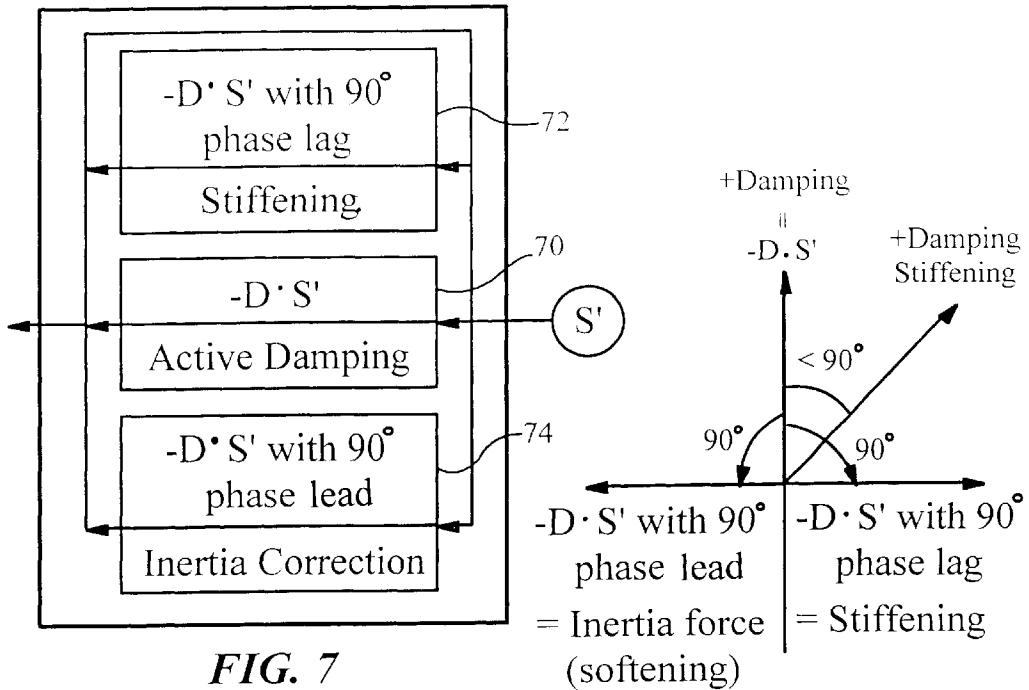 -D·S' with 90°
phase lag
Stiffening
72
-D·S'
Active Damping
70
S'
-D·S' with 90°
phase lead
Inertia Correction
74
FIG. 7
+Damping
=
-D.S'
+Damping
Stiffening
< 90°
90°
90°
-D·S' with 90°
phase lead
= Inertia force
(softening)
-D·S' with 90°
phase lag
= Stiffening